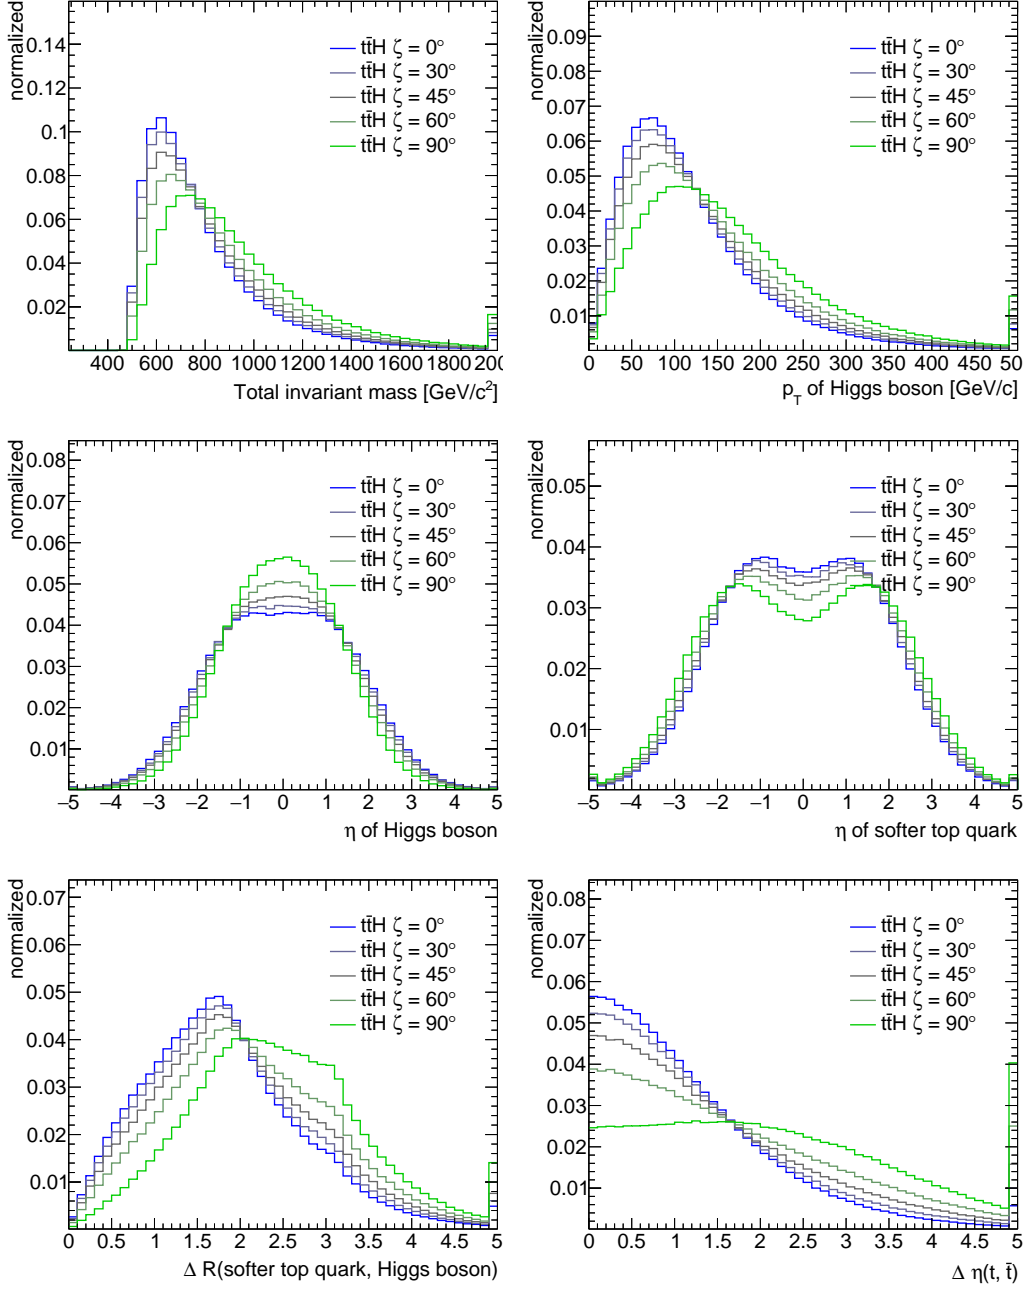 normalized
0.14
0.12
0.1
0.08
0.06
0.04
0.02
tt̄H ζ = 0°
tt̄H ζ = 30°
tt̄H ζ = 45°
tt̄H ζ = 60°
tt̄H ζ = 90°
400 600 800 1000 1200 1400 1600 1800 200
Total invariant mass [GeV/c²]
normalized
0.09
0.08
0.07
0.06
0.05
0.04
0.03
0.02
0.01
tt̄H ζ = 0°
tt̄H ζ = 30°
tt̄H ζ = 45°
tt̄H ζ = 60°
tt̄H ζ = 90°
0 50 100 150 200 250 300 350 400 450 500
p_T of Higgs boson [GeV/c]
normalized
0.08
0.07
0.06
0.05
0.04
0.03
0.02
0.01
tt̄H ζ = 0°
tt̄H ζ = 30°
tt̄H ζ = 45°
tt̄H ζ = 60°
tt̄H ζ = 90°
−5 −4 −3 −2 −1 0 1 2 3 4 5
η of Higgs boson
normalized
0.05
0.04
0.03
0.02
0.01
tt̄H ζ = 0°
tt̄H ζ = 30°
tt̄H ζ = 45°
tt̄H ζ = 60°
tt̄H ζ = 90°
−5 −4 −3 −2 −1 0 1 2 3 4 5
η of softer top quark
normalized
0.07
0.06
0.05
0.04
0.03
0.02
0.01
tt̄H ζ = 0°
tt̄H ζ = 30°
tt̄H ζ = 45°
tt̄H ζ = 60°
tt̄H ζ = 90°
0 0.5 1 1.5 2 2.5 3 3.5 4 4.5 5
Δ R(softer top quark, Higgs boson)
normalized
0.08
0.07
0.06
0.05
0.04
0.03
0.02
0.01
tt̄H ζ = 0°
tt̄H ζ = 30°
tt̄H ζ = 45°
tt̄H ζ = 60°
tt̄H ζ = 90°
0 0.5 1 1.5 2 2.5 3 3.5 4 4.5 5
Δ η(t, t̄)